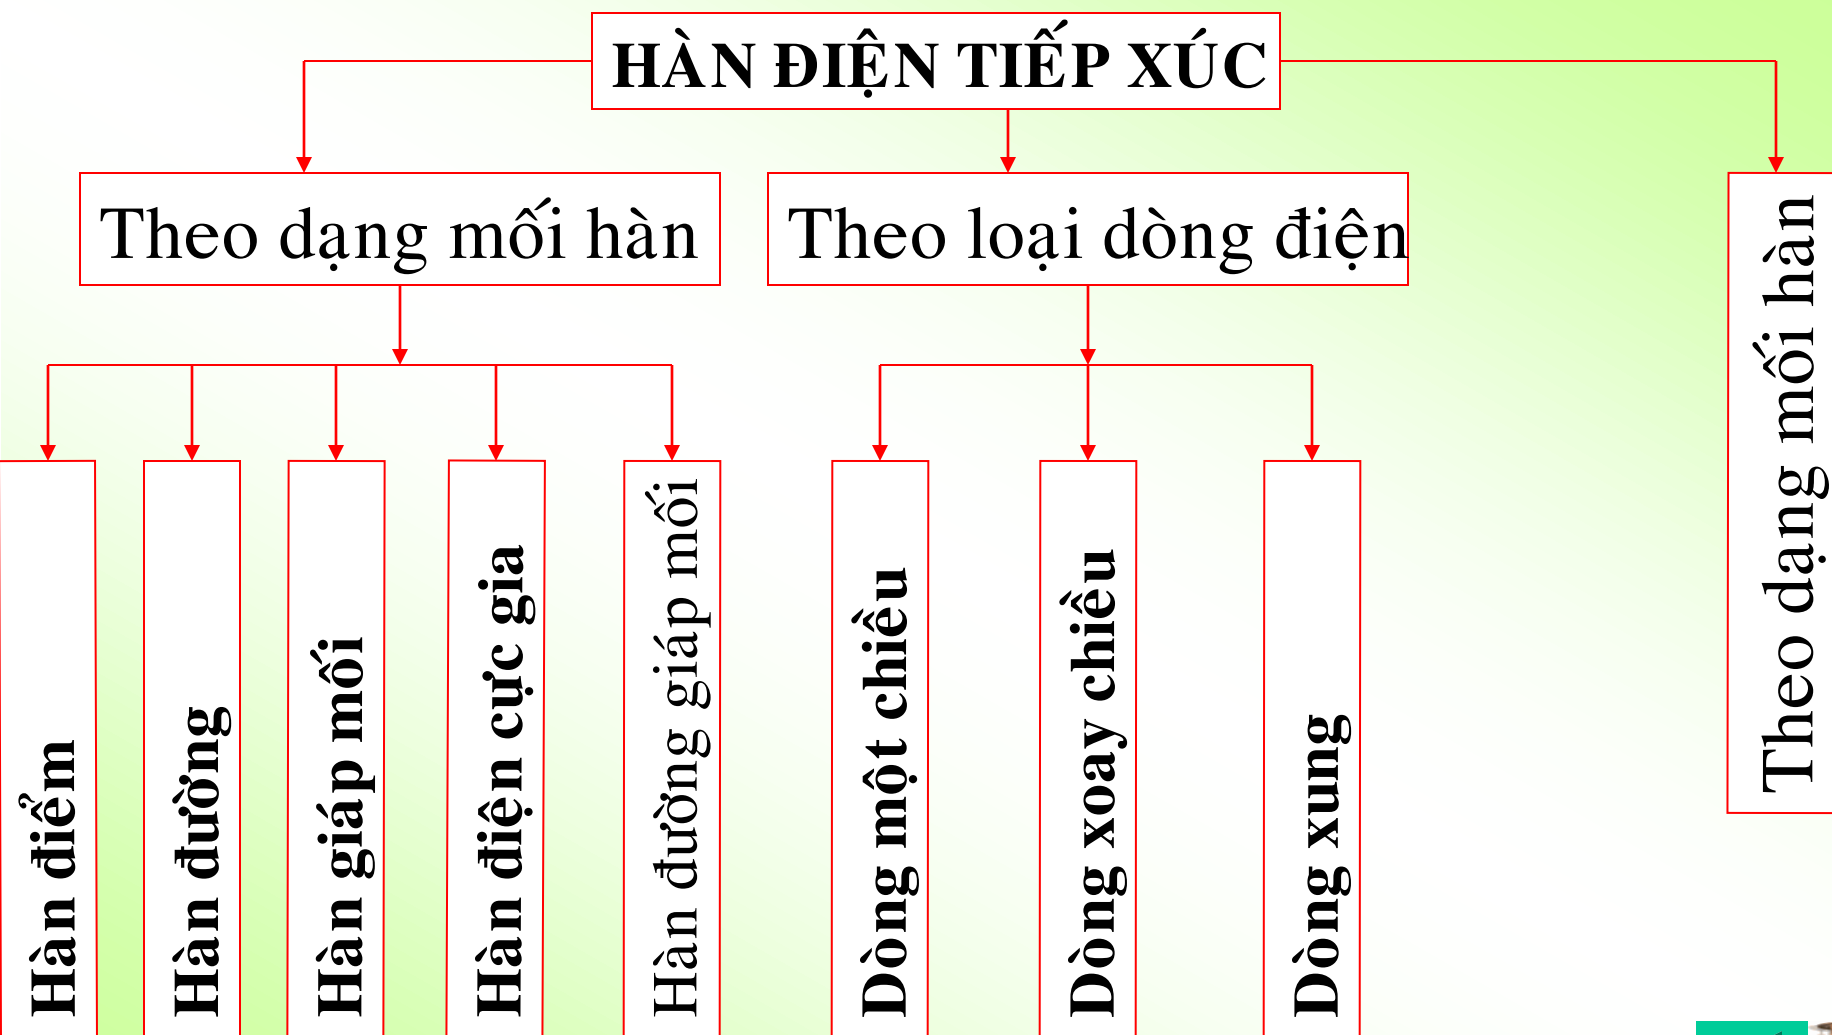 HÀN ĐIỆN TIẾP XÚC
Theo dạng mối hàn
Theo loại dòng điện
Theo dạng mối hàn
Hàn điểm
Hàn đường
Hàn giáp mối
Hàn điện cực gia
Hàn đường giáp mối
Dòng một chiều
Dòng xoay chiều
Dòng xung